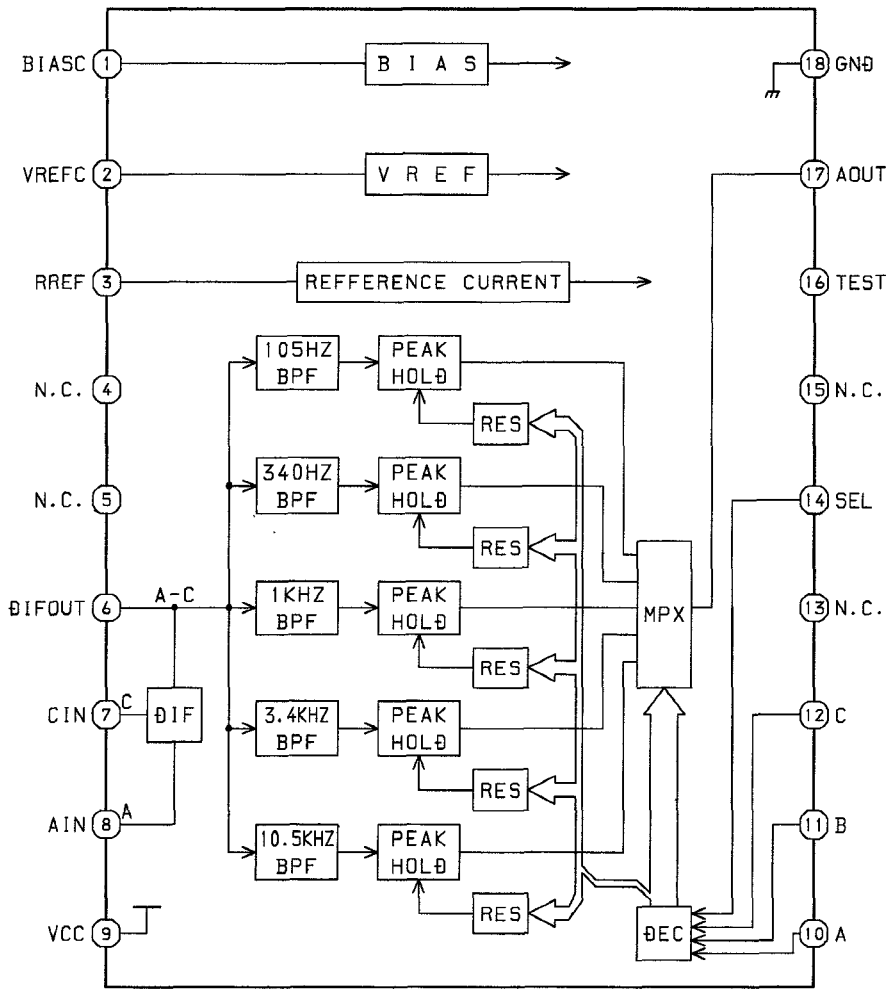 BIASC 1 BIAS 18 GND
VREFC 2 VREF 17 AOUT
RREF 3 REFFERENCE CURRENT 16 TEST
105HZ
BPF
PEAK
HOLD
N.C. 4 15 N.C.
RES
340HZ
BPF
PEAK
HOLD
N.C. 5 14 SEL
RES
A-C
DIFOUT 6
1KHZ
BPF
PEAK
HOLD
MPX
13 N.C.
RES
CIN 7 C DIF
3.4KHZ
BPF
PEAK
HOLD
12 C
RES
AIN 8 A
10.5KHZ
BPF
PEAK
HOLD
11 B
RES
VCC 9 DEC 10 A